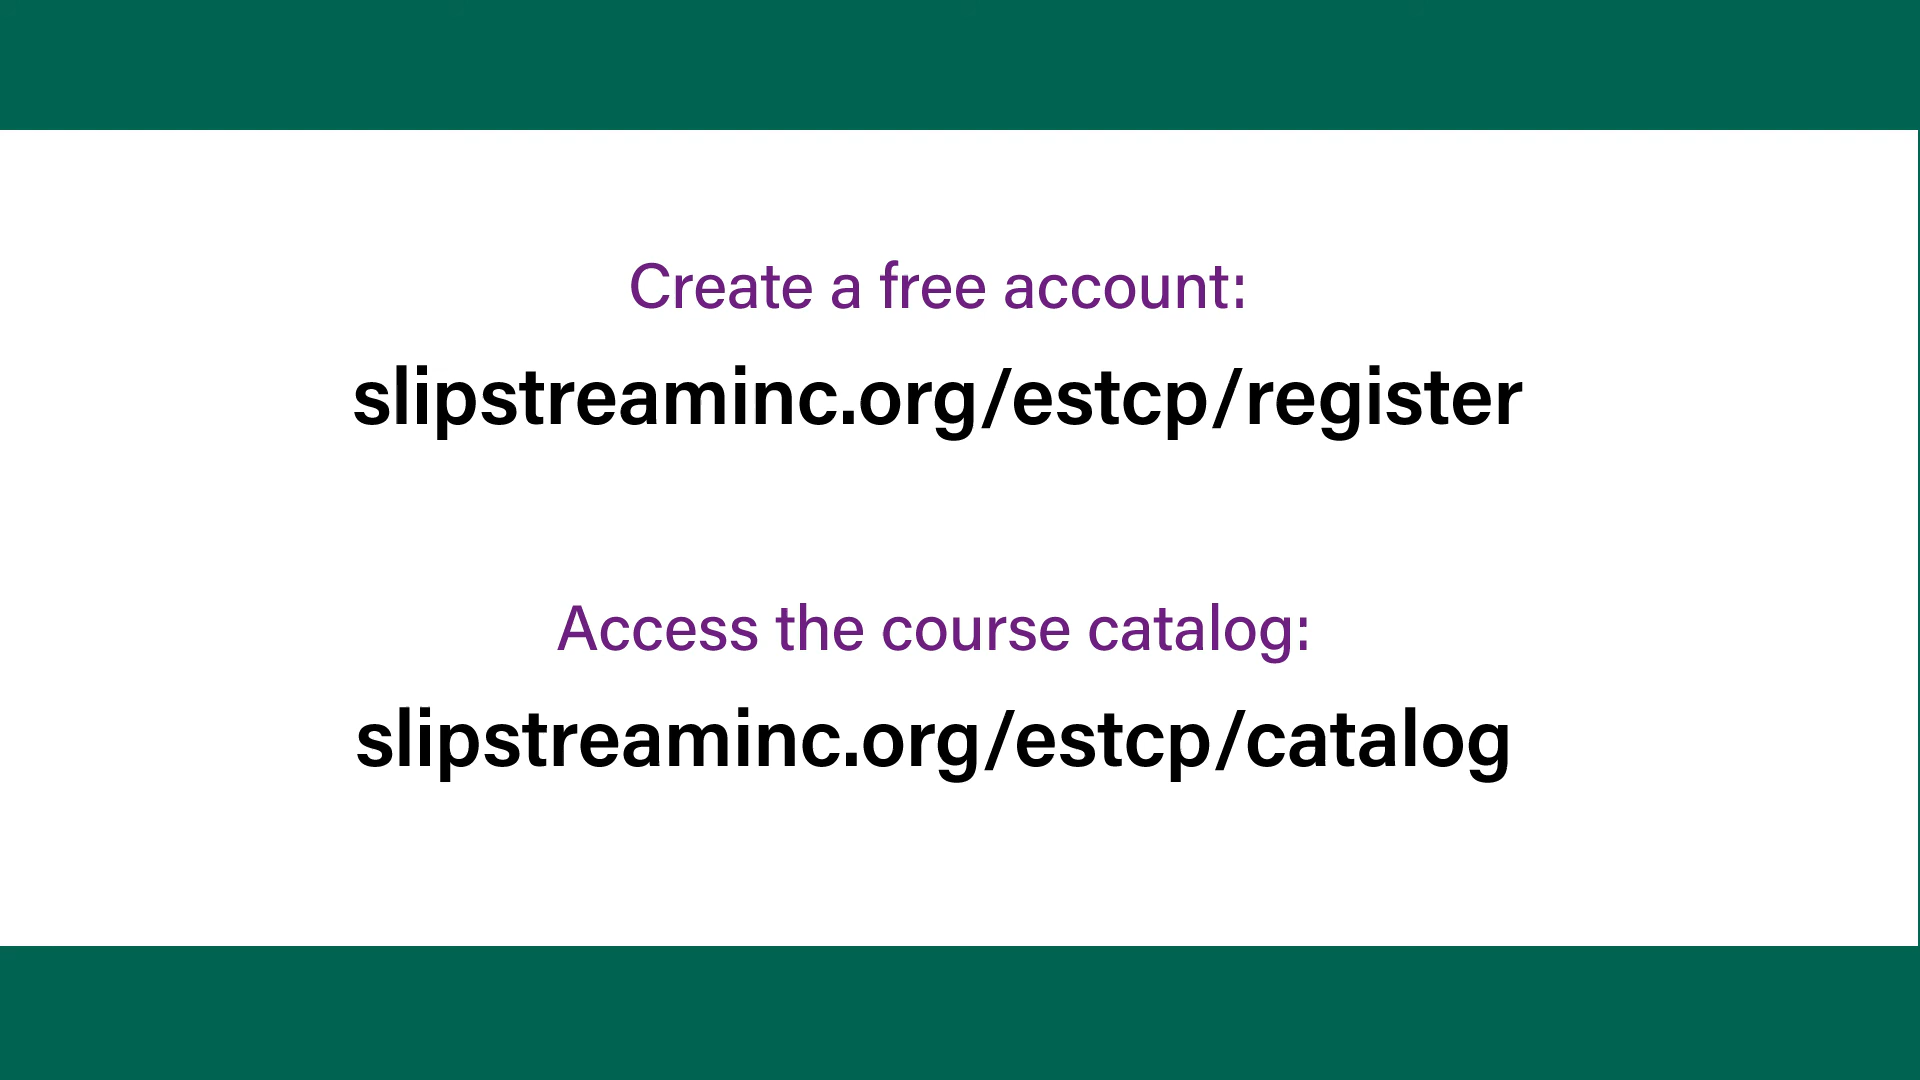 Create a free account:
slipstreaminc.org/estcp/register
Access the course catalog:
slipstreaminc.org/estcp/catalog